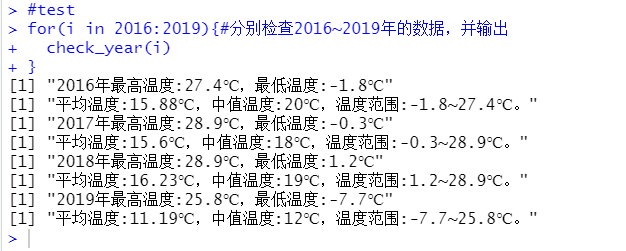 > #test
> for(i in 2016:2019){#分别检查2016~2019年的数据，并输出
+   check_year(i)
+ }
[1] "2016年最高温度:27.4℃，最低温度:-1.8℃"
[1] "平均温度:15.88℃，中值温度:20℃，温度范围:-1.8~27.4℃。"
[1] "2017年最高温度:28.9℃，最低温度:-0.3℃"
[1] "平均温度:15.6℃，中值温度:18℃，温度范围:-0.3~28.9℃。"
[1] "2018年最高温度:28.9℃，最低温度:1.2℃"
[1] "平均温度:16.23℃，中值温度:19℃，温度范围:1.2~28.9℃。"
[1] "2019年最高温度:25.8℃，最低温度:-7.7℃"
[1] "平均温度:11.19℃，中值温度:12℃，温度范围:-7.7~25.8℃。"
>